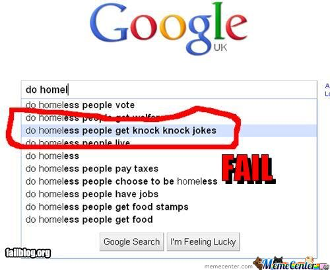 Google
UK
do homel
do homeless people vote
do homeless people get welfare
do homeless people get knock knock jokes
do homeless people live
do homeless
do homeless people pay taxes
do homeless people choose to be homeless
do homeless people have jobs
do homeless people get food stamps
do homeless people get food
FAIL
Google Search
I'm Feeling Lucky
failblog.org
memecenter.com
MemeCenter